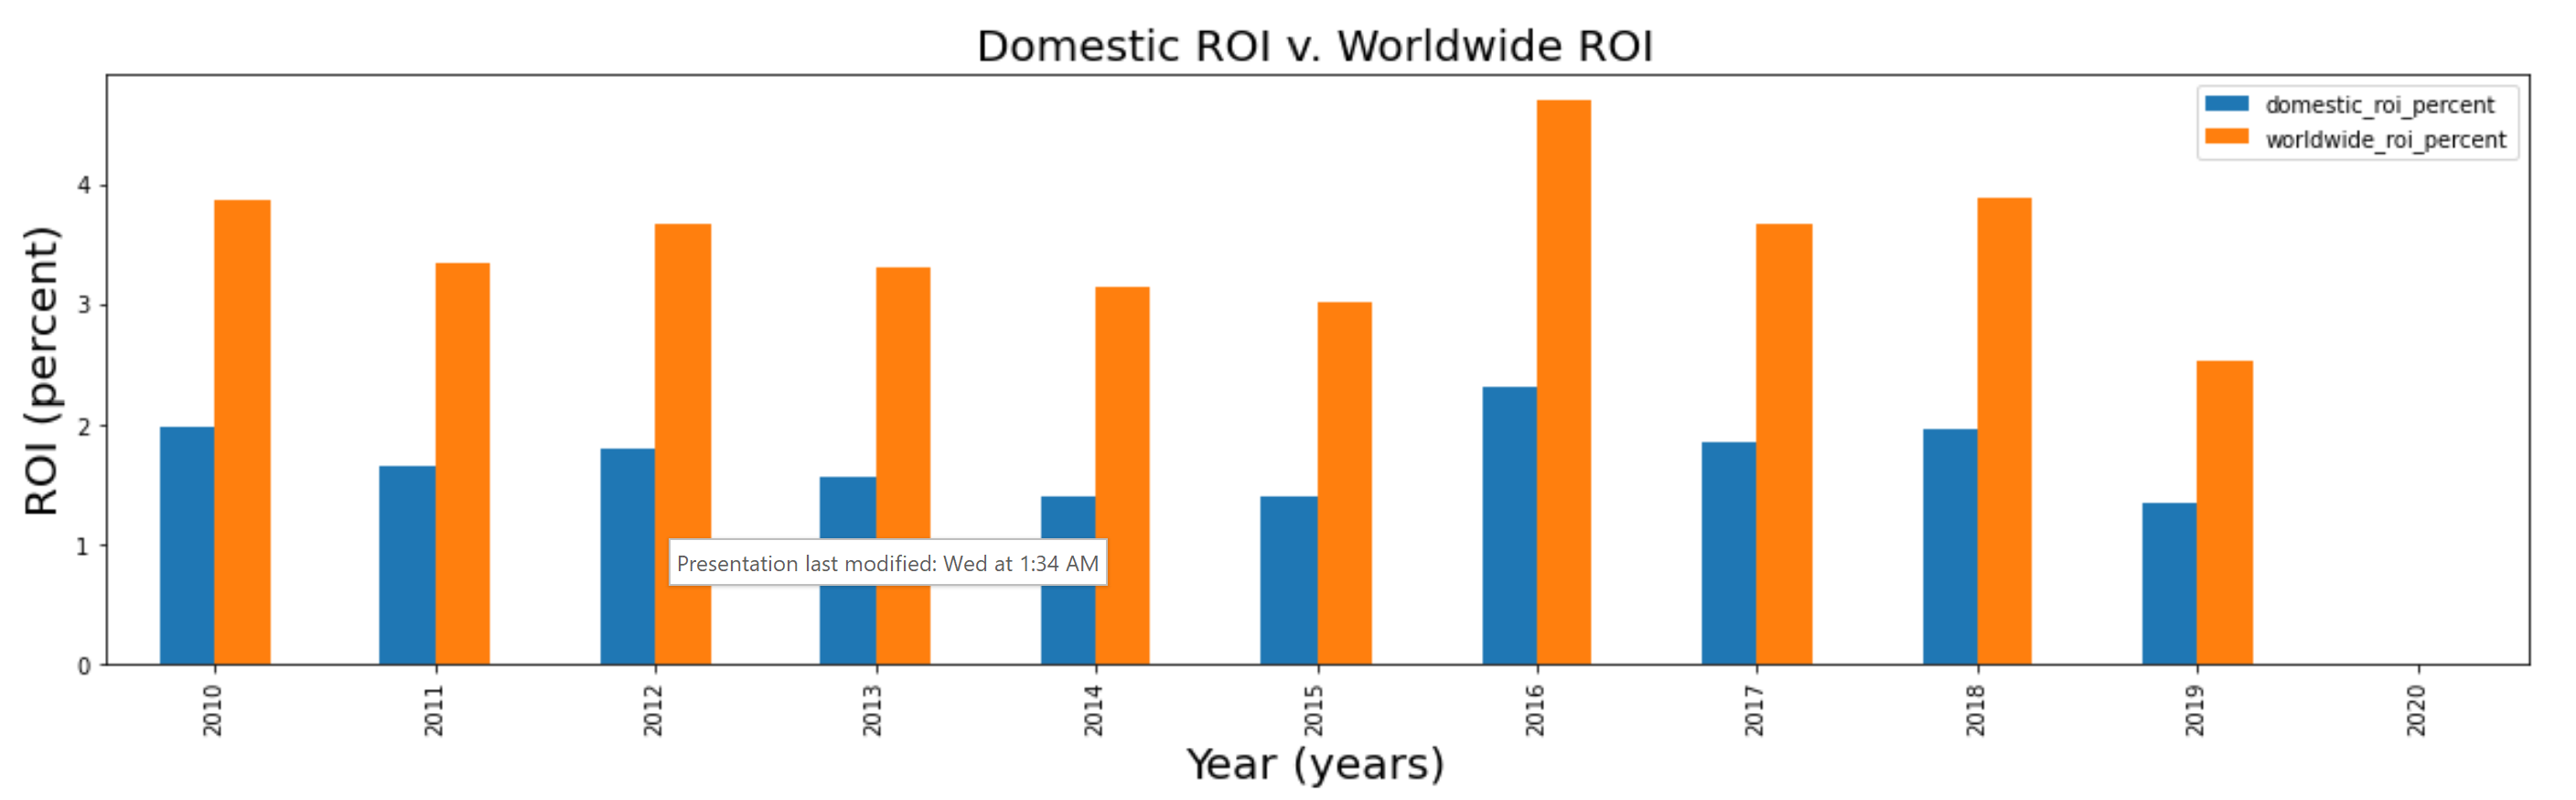 Domestic ROI v. Worldwide ROI
domestic_roi_percent
worldwide_roi_percent
ROI (percent)
4
3
2
1
0
Presentation last modified: Wed at 1:34 AM
2010 2011 2012 2013 2014 2015 2016 2017 2018 2019 2020
Year (years)